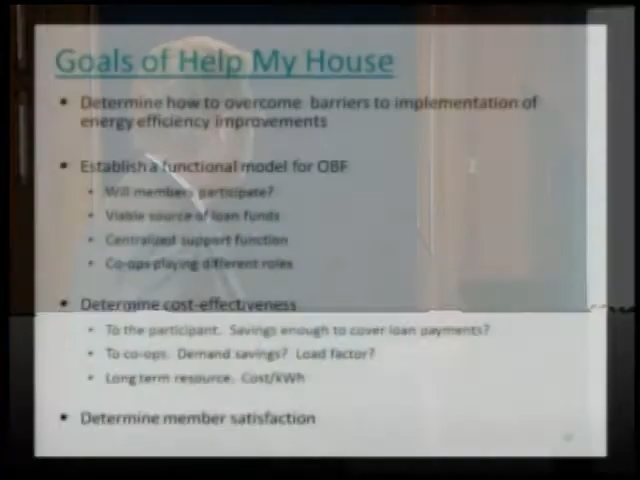 Goals of Help My House
• Determine how to overcome barriers to implementation of
energy efficiency improvements
• Establish a functional model for OBF
• Will members participate?
• Viable source of loan funds
• Centralized support function
• Co-ops playing different roles
• Determine cost-effectiveness
• To the participant. Savings enough to cover loan payments?
• To co-ops. Demand savings? Load factor?
• Long term resource. Cost/kWh
• Determine member satisfaction